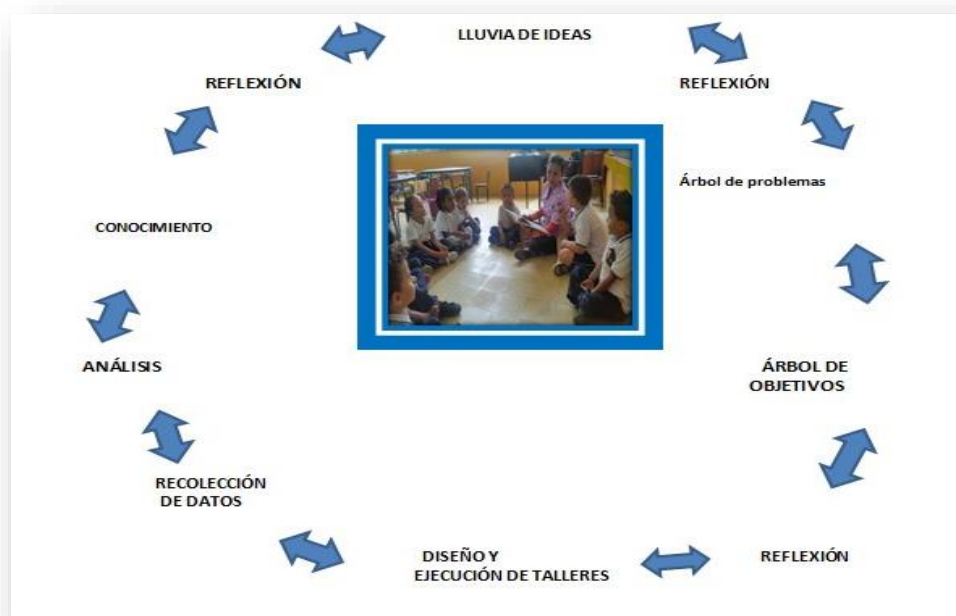 LLUVIA DE IDEAS
REFLEXIÓN
REFLEXIÓN
Árbol de problemas
CONOCIMIENTO
ANÁLISIS
ÁRBOL DE
OBJETIVOS
RECOLECCIÓN
DE DATOS
DISEÑO Y
EJECUCIÓN DE TALLERES
REFLEXIÓN